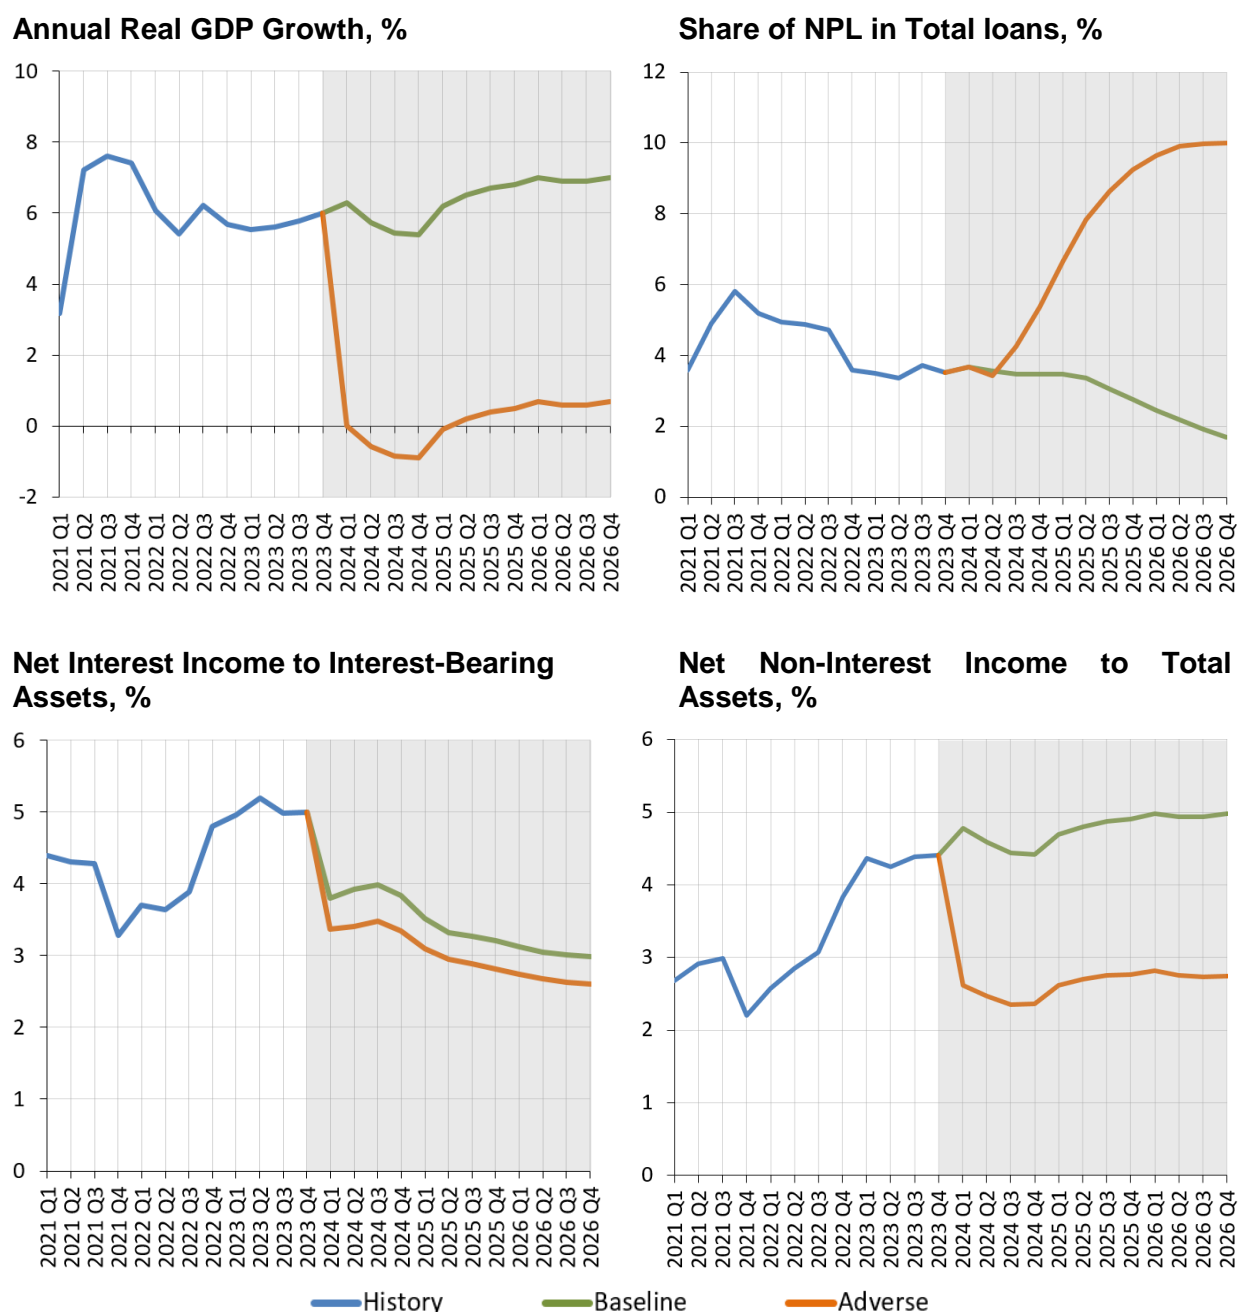 Annual Real GDP Growth, %
10
8
6
4
2
0
-2
2021 Q1
2021 Q2
2021 Q3
2021 Q4
2022 Q1
2022 Q2
2022 Q3
2022 Q4
2023 Q1
2023 Q2
2023 Q3
2023 Q4
2024 Q1
2024 Q2
2024 Q3
2024 Q4
2025 Q1
2025 Q2
2025 Q3
2025 Q4
2026 Q1
2026 Q2
2026 Q3
2026 Q4
Share of NPL in Total loans, %
12
10
8
6
4
2
0
2021 Q1
2021 Q2
2021 Q3
2021 Q4
2022 Q1
2022 Q2
2022 Q3
2022 Q4
2023 Q1
2023 Q2
2023 Q3
2023 Q4
2024 Q1
2024 Q2
2024 Q3
2024 Q4
2025 Q1
2025 Q2
2025 Q3
2025 Q4
2026 Q1
2026 Q2
2026 Q3
2026 Q4
Net Interest Income to Interest-Bearing
Assets, %
6
5
4
3
2
1
0
2021 Q1
2021 Q2
2021 Q3
2021 Q4
2022 Q1
2022 Q2
2022 Q3
2022 Q4
2023 Q1
2023 Q2
2023 Q3
2023 Q4
2024 Q1
2024 Q2
2024 Q3
2024 Q4
2025 Q1
2025 Q2
2025 Q3
2025 Q4
2026 Q1
2026 Q2
2026 Q3
2026 Q4
Net Non-Interest Income to Total
Assets, %
6
5
4
3
2
1
0
2021 Q1
2021 Q2
2021 Q3
2021 Q4
2022 Q1
2022 Q2
2022 Q3
2022 Q4
2023 Q1
2023 Q2
2023 Q3
2023 Q4
2024 Q1
2024 Q2
2024 Q3
2024 Q4
2025 Q1
2025 Q2
2025 Q3
2025 Q4
2026 Q1
2026 Q2
2026 Q3
2026 Q4
History
Baseline
Adverse